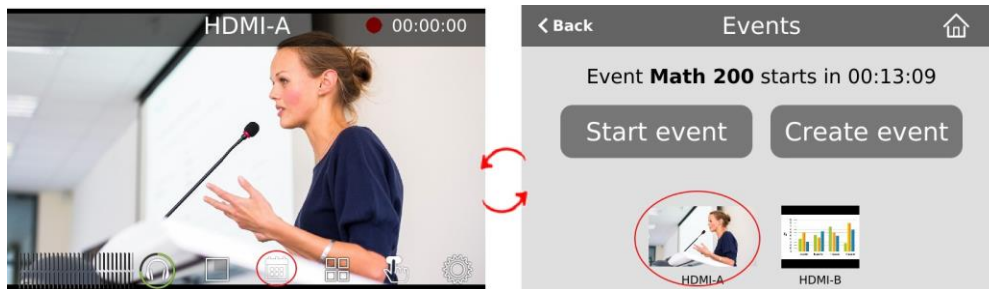 HDMI-A
00:00:00
Back
Events
Event Math 200 starts in 00:13:09
Start event
Create event
HDMI-A
HDMI-B